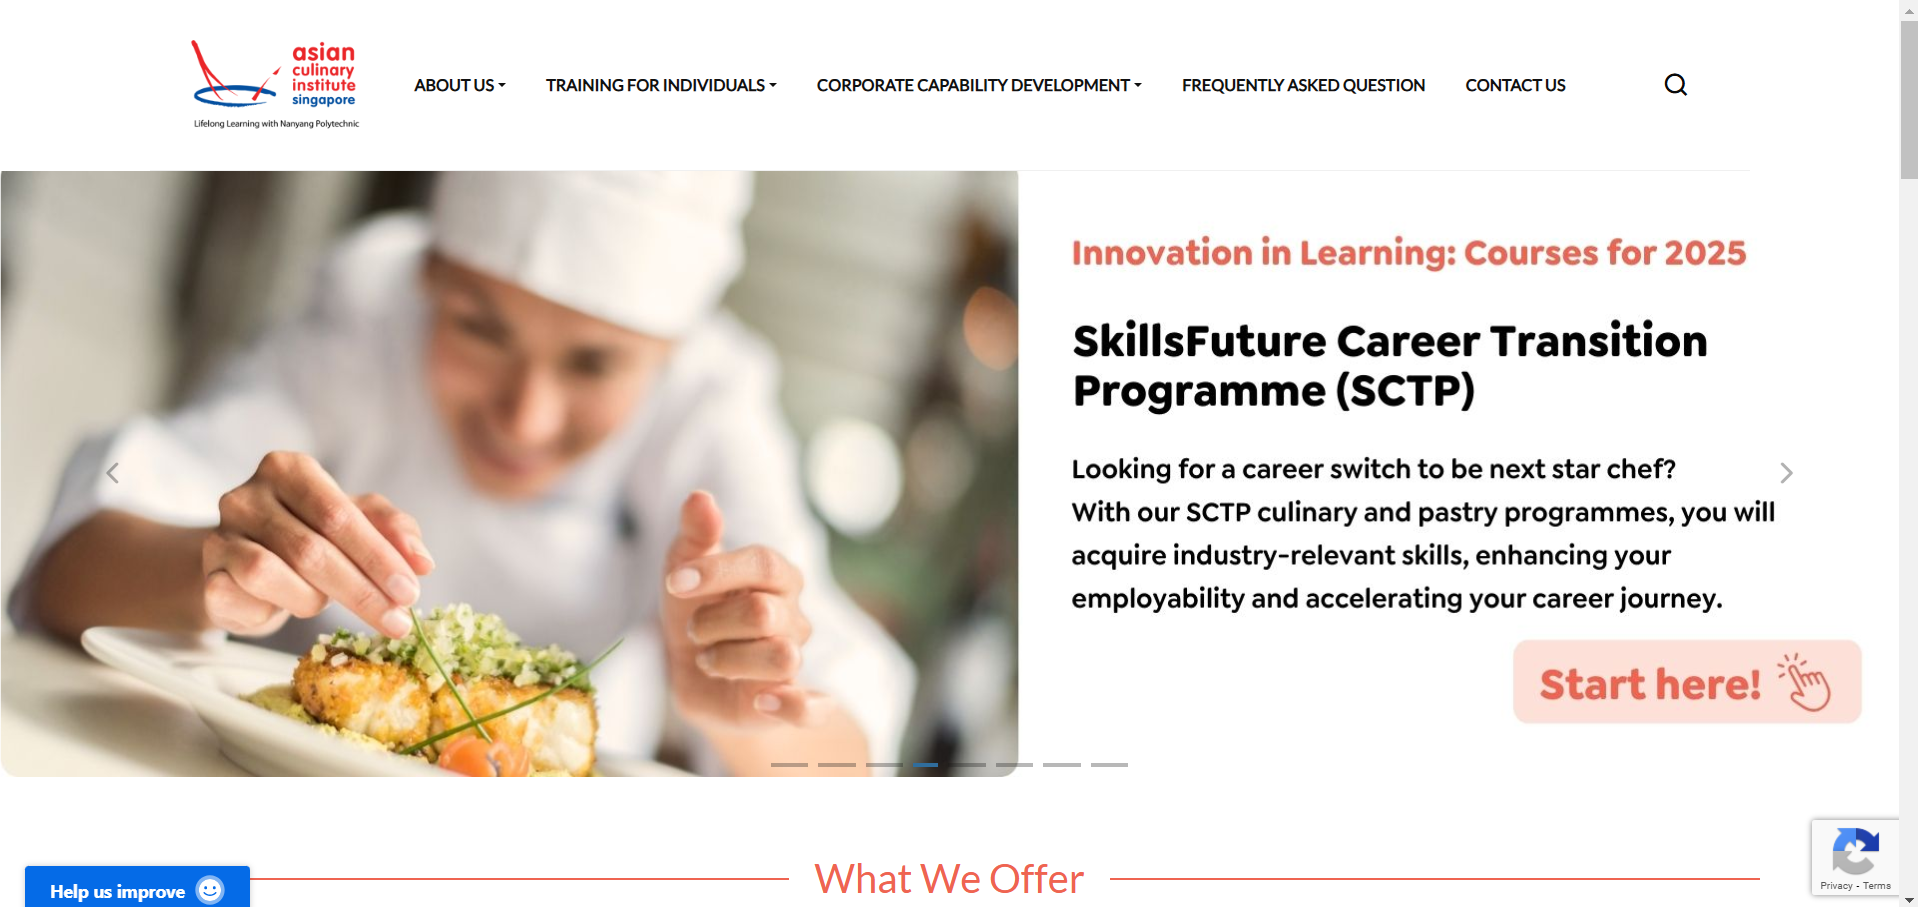 asian
culinary
institute
singapore
Lifelong Learning with Nanyang Polytechnic
ABOUT US
TRAINING FOR INDIVIDUALS
CORPORATE CAPABILITY DEVELOPMENT
FREQUENTLY ASKED QUESTION
CONTACT US
Innovation in Learning: Courses for 2025
SkillsFuture Career Transition
Programme (SCTP)
Looking for a career switch to be next star chef?
With our SCTP culinary and pastry programmes, you will
acquire industry-relevant skills, enhancing your
employability and accelerating your career journey.
Start here!
What We Offer
Help us improve
Privacy - Terms